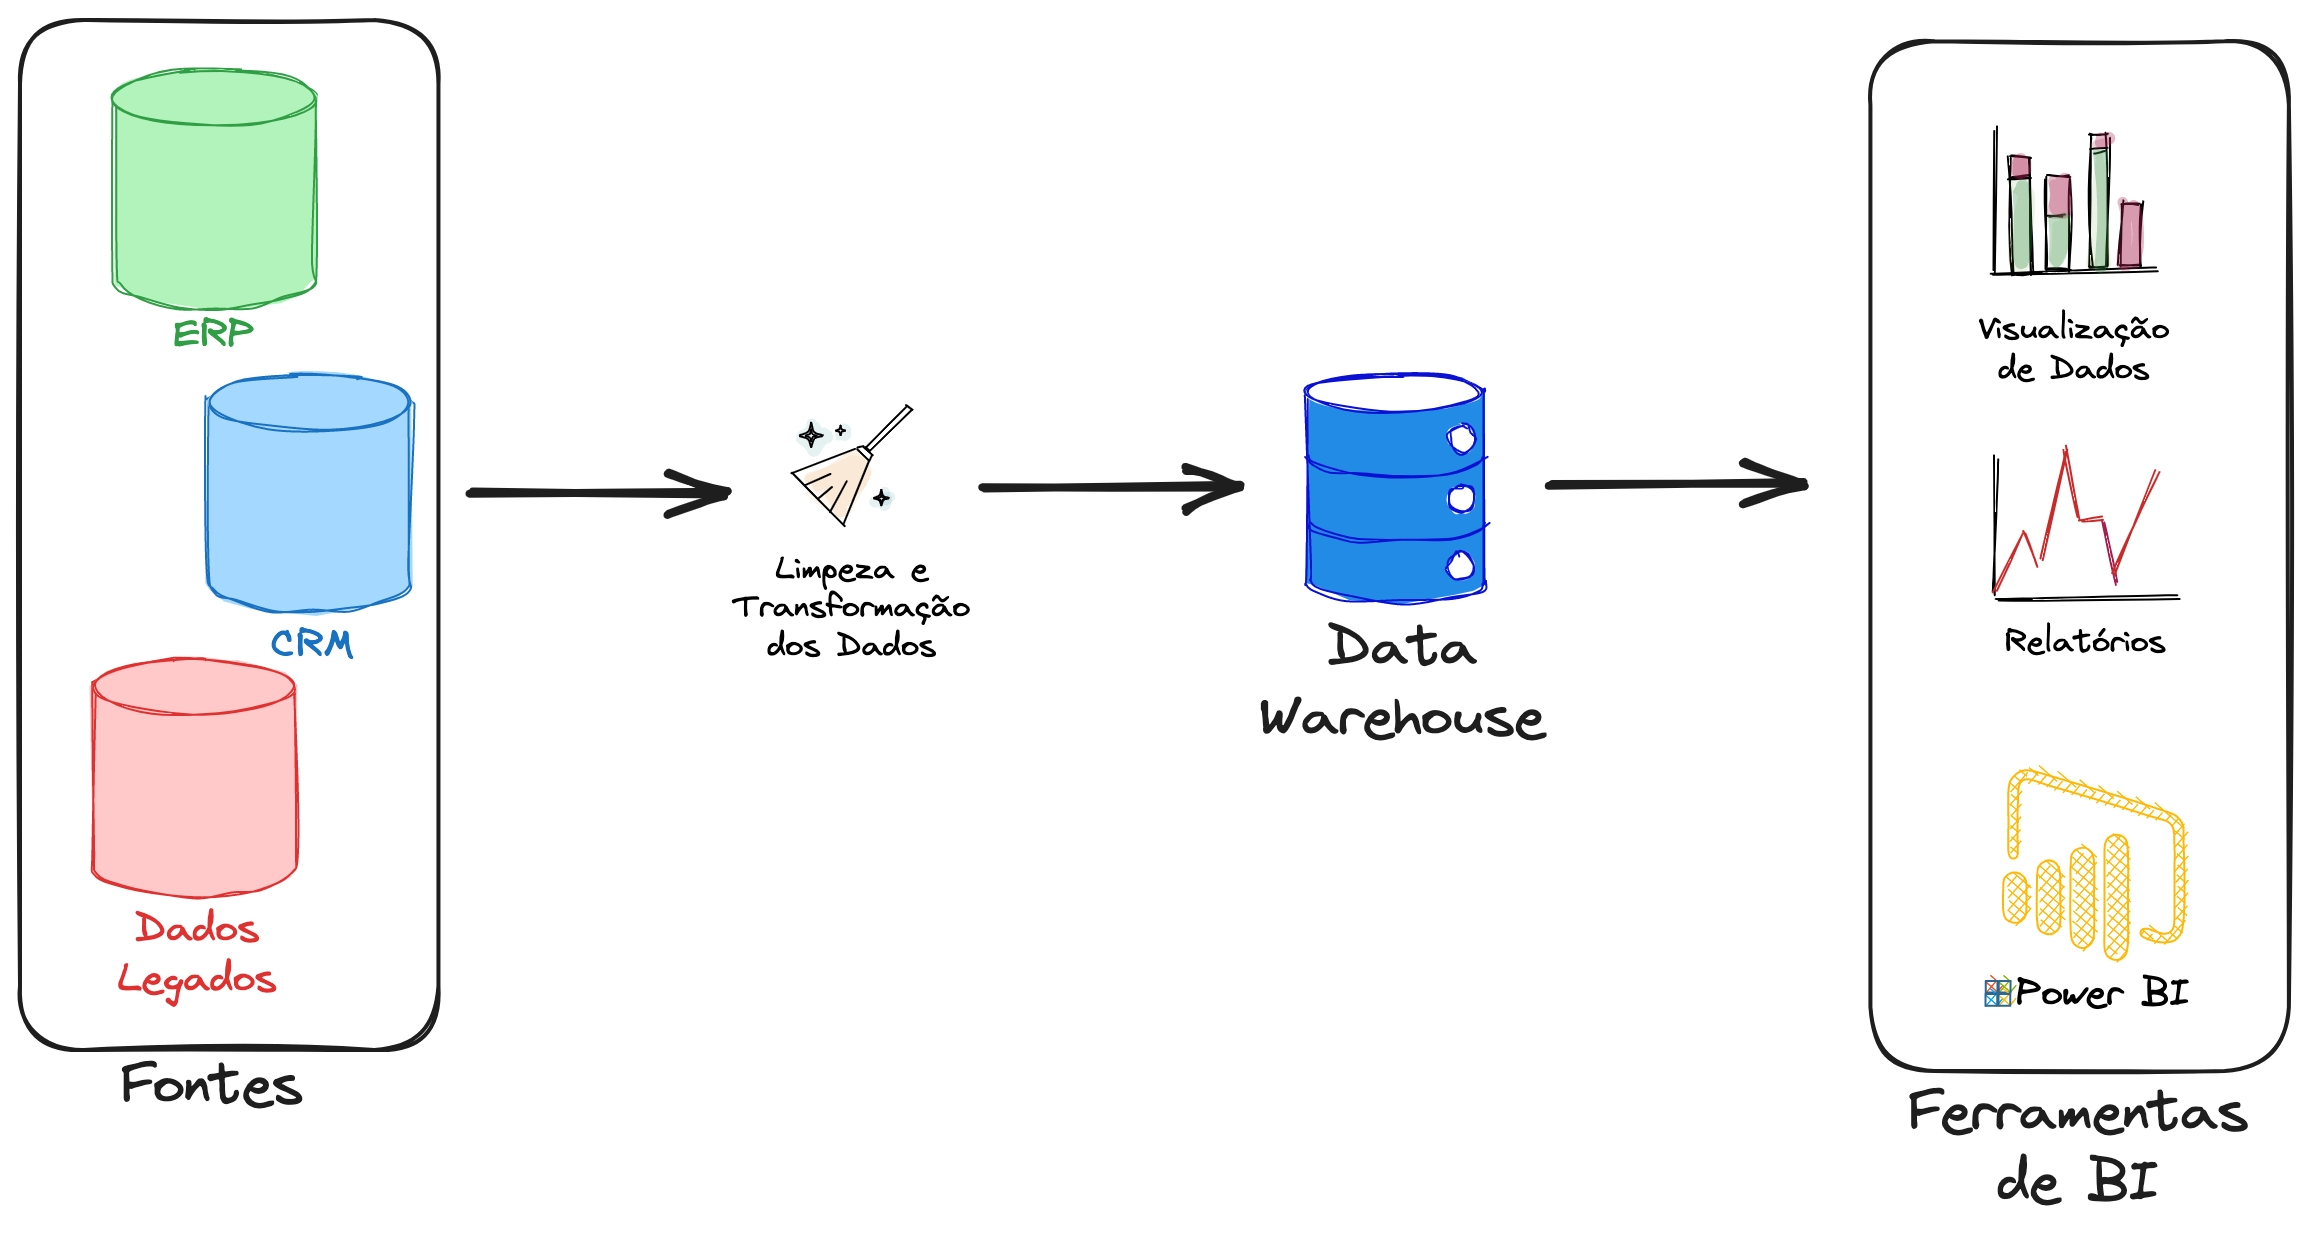 ERP
CRM
Dados
Legados
Fontes
Limpeza e
Transformação
dos Dados
Data
Warehouse
Visualização
de Dados
Relatórios
Power BI
Ferramentas
de BI